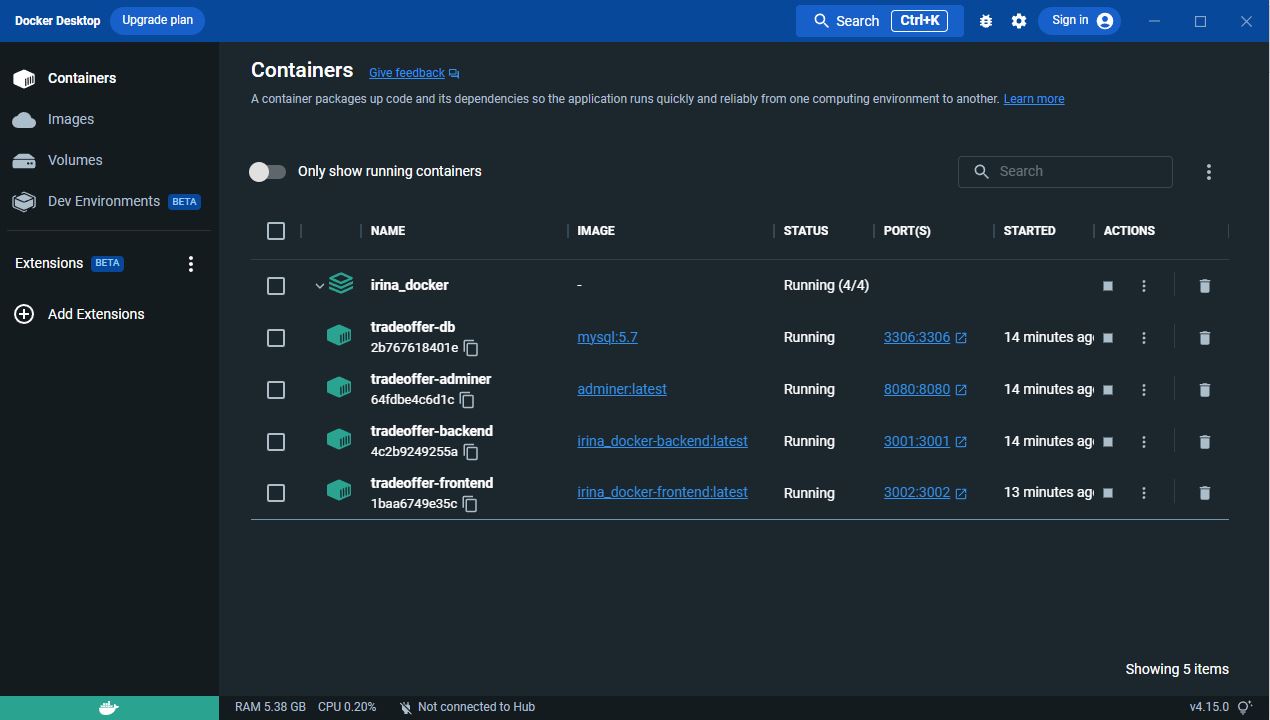 Docker Desktop Upgrade plan Search Ctrl+K Sign in
Containers
Images
Volumes
Dev Environments BETA
Extensions BETA
Add Extensions
Containers Give feedback
A container packages up code and its dependencies so the application runs quickly and reliably from one computing environment to another. Learn more
Only show running containers Search
NAME IMAGE STATUS PORT(S) STARTED ACTIONS
irina_docker - Running (4/4)
tradeoffer-db
2b767618401e mysql:5.7 Running 3306:3306 14 minutes ago
tradeoffer-adminer
64fdbe4c6d1c adminer:latest Running 8080:8080 14 minutes ago
tradeoffer-backend
4c2b9249255a irina_docker-backend:latest Running 3001:3001 14 minutes ago
tradeoffer-frontend
1baa6749e35c irina_docker-frontend:latest Running 3002:3002 13 minutes ago
Showing 5 items
RAM 5.38 GB CPU 0.20% Not connected to Hub v4.15.0